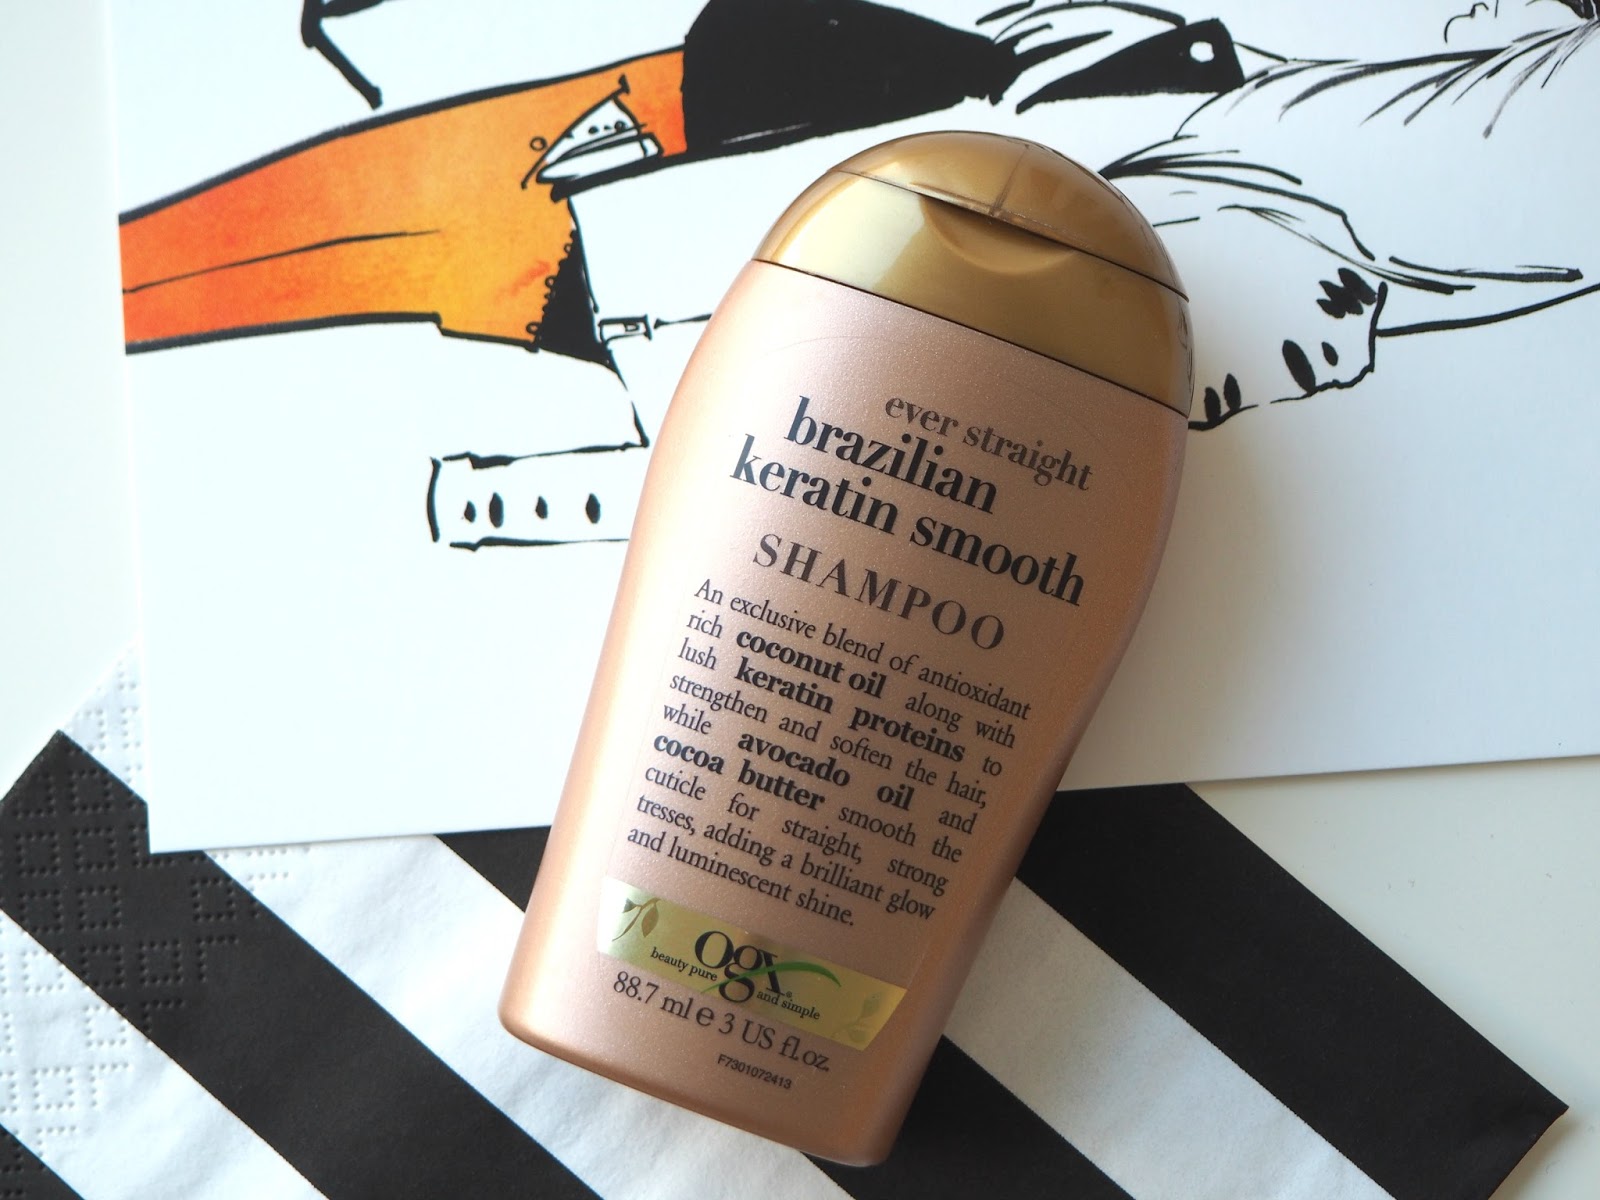 ever straight
brazilian
keratin smooth
SHAMPOO
An exclusive blend of antioxidant
rich coconut oil along with
lush keratin proteins to
strengthen and soften the hair,
while avocado oil and
cocoa butter smooth the
cuticle for straight, strong
tresses, adding a brilliant glow
and luminescent shine.
ogx®
beauty pure and simple
88.7 ml e 3 US fl.oz.
F7301072413